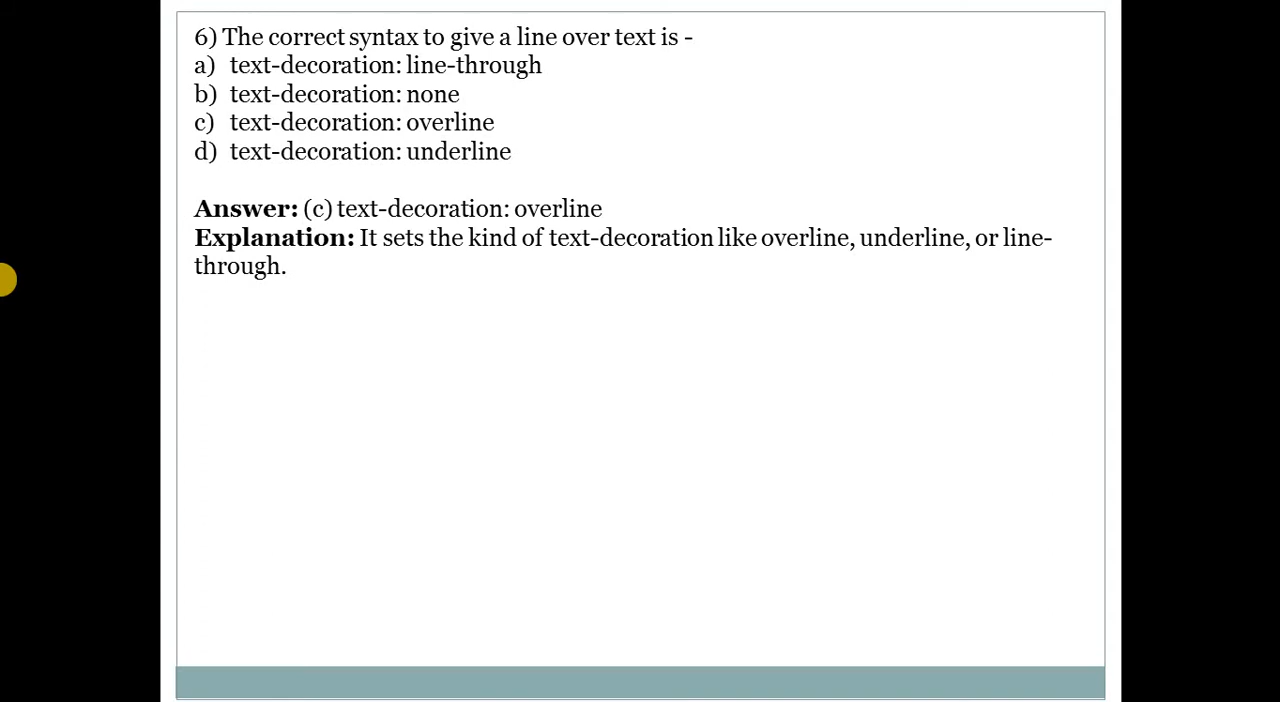 6) The correct syntax to give a line over text is -
a) text-decoration: line-through
b) text-decoration: none
c) text-decoration: overline
d) text-decoration: underline
Answer: (c) text-decoration: overline
Explanation: It sets the kind of text-decoration like overline, underline, or line-
through.